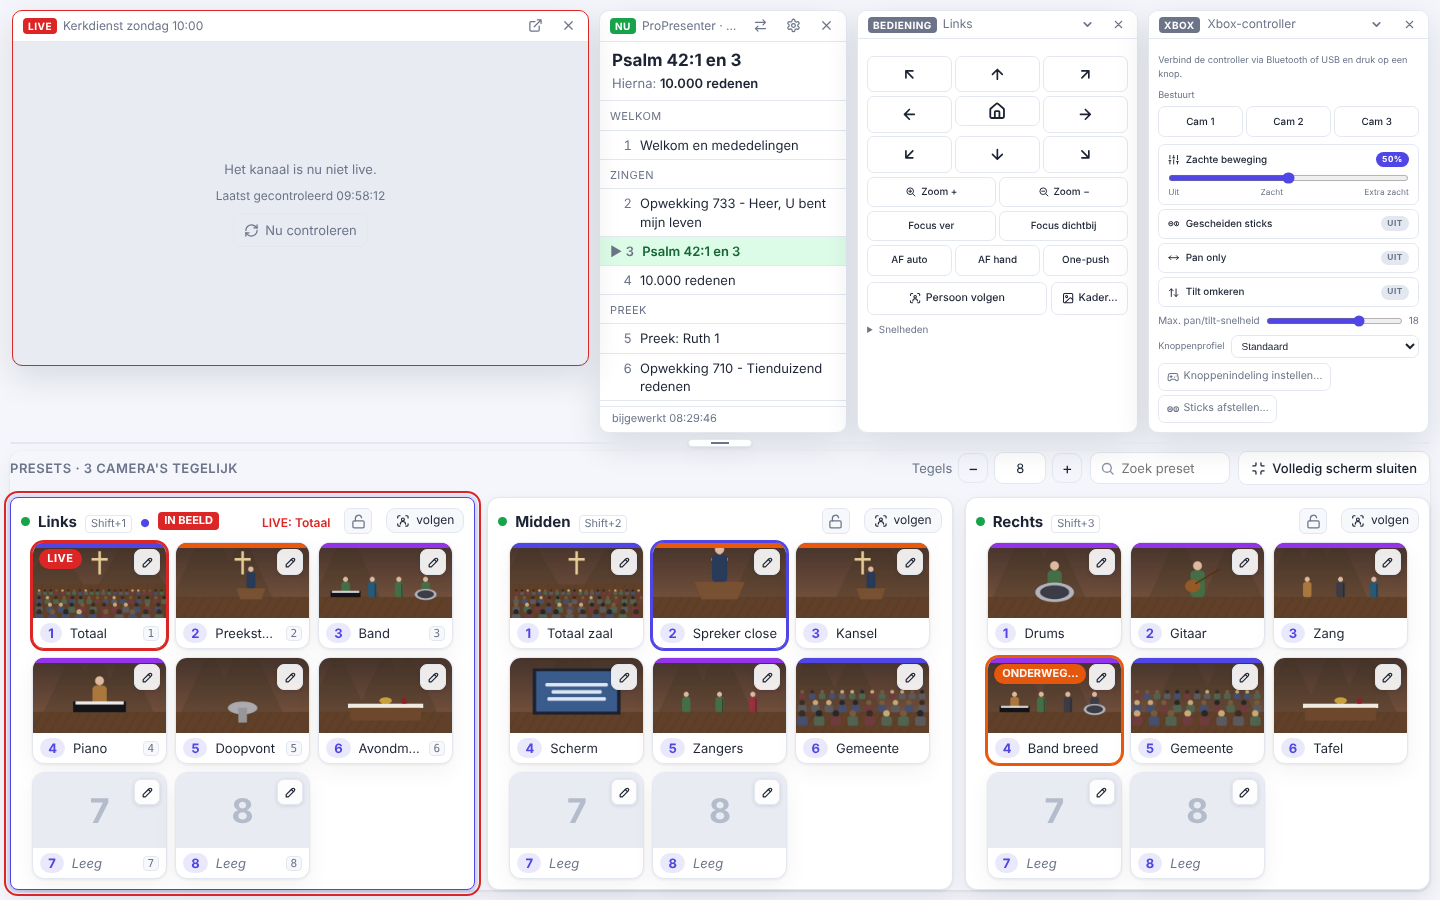 LIVE Kerkdienst zondag 10:00
Het kanaal is nu niet live.
Laatst gecontroleerd 09:58:12
Nu controleren
NU ProPresenter · ...
Psalm 42:1 en 3
Hierna: 10.000 redenen
WELKOM
1 Welkom en mededelingen
ZINGEN
2 Opwekking 733 - Heer, U bent
mijn leven
3 Psalm 42:1 en 3
4 10.000 redenen
PREEK
5 Preek: Ruth 1
6 Opwekking 710 - Tienduizend
redenen
bijgewerkt 08:29:46
BEDIENING Links
Zoom + Zoom −
Focus ver Focus dichtbij
AF auto AF hand One-push
Persoon volgen Kader...
Snelheden
XBOX Xbox-controller
Verbind de controller via Bluetooth of USB en druk op een
knop.
Bestuurt
Cam 1 Cam 2 Cam 3
Zachte beweging 50%
Uit Zacht Extra zacht
Gescheiden sticks UIT
Pan only UIT
Tilt omkeren UIT
Max. pan/tilt-snelheid 18
Knoppenprofiel Standaard
Knoppenindeling instellen...
Sticks afstellen...
PRESETS · 3 CAMERA'S TEGELIJK
Tegels − 8 + Zoek preset Volledig scherm sluiten
Links Shift+1 IN BEELD LIVE: Totaal volgen
LIVE
1 Totaal 1
2 Preekst... 2
3 Band 3
4 Piano 4
5 Doopvont 5
6 Avondm... 6
7 8
7 Leeg 7
8 Leeg 8
Midden Shift+2 volgen
1 Totaal zaal
2 Spreker close
3 Kansel
4 Scherm
5 Zangers
6 Gemeente
7 8
7 Leeg
8 Leeg
Rechts Shift+3 volgen
1 Drums
2 Gitaar
3 Zang
ONDERWEG...
4 Band breed
5 Gemeente
6 Tafel
7 8
7 Leeg
8 Leeg